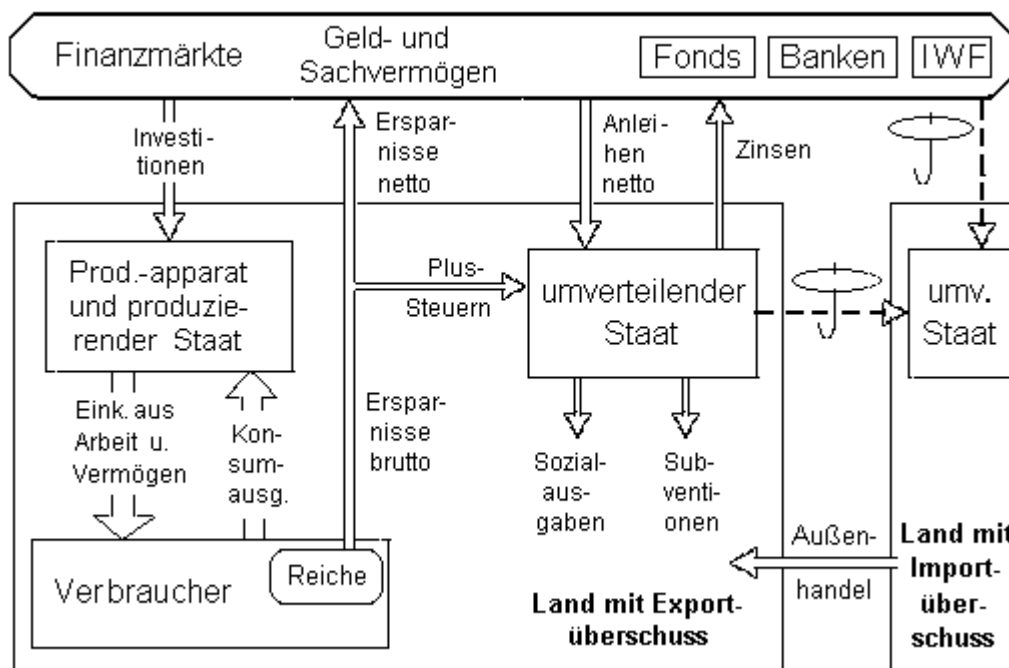 Finanzmärkte
Geld- und
Sachvermögen
Fonds
Banken
IWF
Investi-
tionen
Erspar-
nisse
netto
Anlei-
hen
netto
Zinsen
Prod.-apparat
und produzie-
render Staat
Plus-
Steuern
umverteilender
Staat
umv.
Staat
Eink. aus
Arbeit u.
Vermögen
Kon-
sum-
ausg.
Erspar-
nisse
brutto
Sozial-
aus-
gaben
Sub-
venti-
onen
Verbraucher
Reiche
Außen-
handel
Land mit Export-
überschuss
Land mit
Import-
über-
schuss